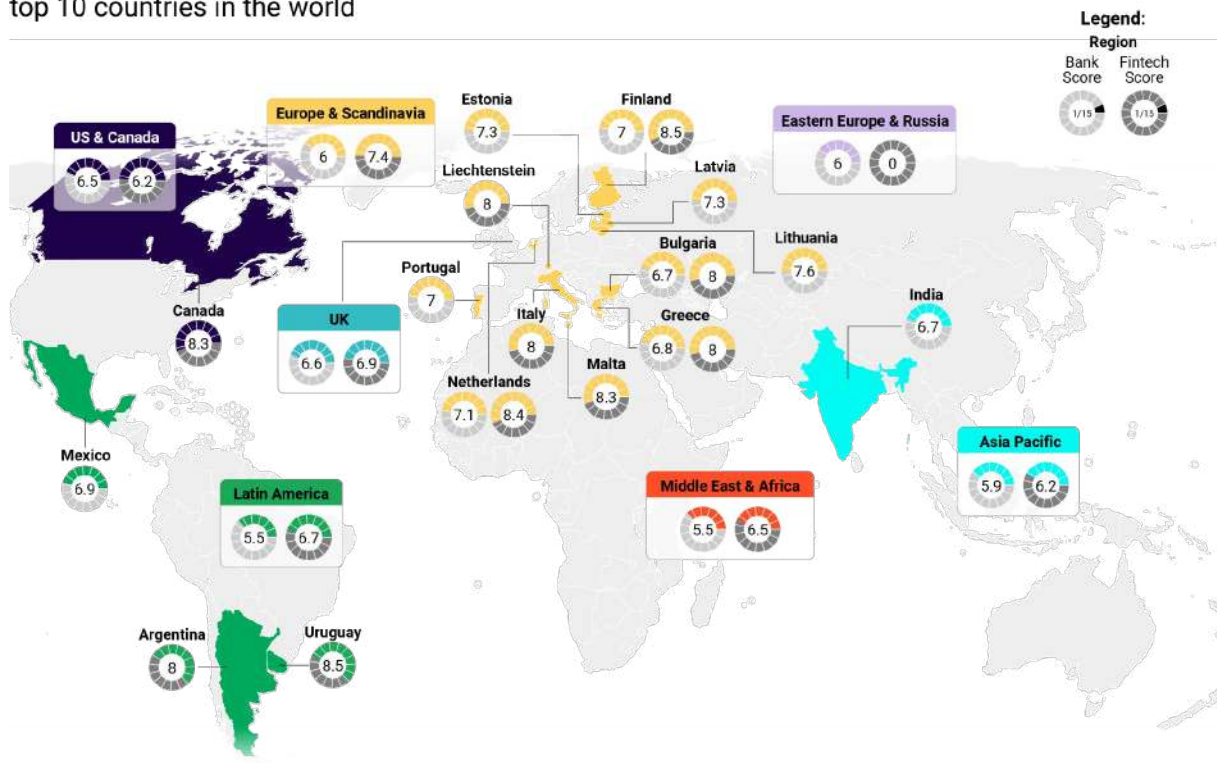 top 10 countries in the world
Legend:
Region
Bank Score
Fintech Score
1/15
1/15
US & Canada
6.5
6.2
Europe & Scandinavia
6
7.4
Estonia
7.3
Finland
7
8.5
Eastern Europe & Russia
6
0
Liechtenstein
8
Latvia
7.3
Portugal
7
Bulgaria
6.7
8
Lithuania
7.6
Canada
8.3
UK
6.6
6.9
Italy
8
Greece
6.8
8
India
6.7
Netherlands
7.1
8.4
Malta
8.3
Mexico
6.9
Latin America
5.5
6.7
Middle East & Africa
5.5
6.5
Asia Pacific
5.9
6.2
Argentina
8
Uruguay
8.5